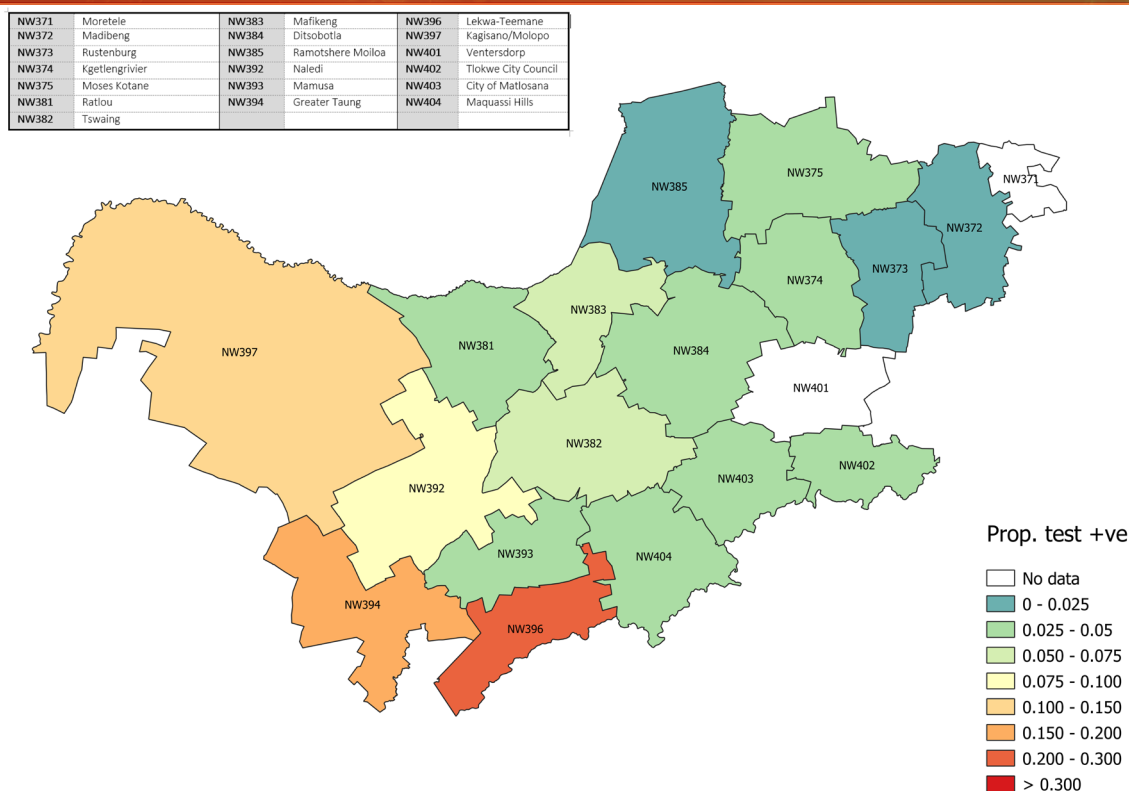 NW371 Moretele NW383 Mafikeng NW396 Lekwa-Teemane
NW372 Madibeng NW384 Ditsobotla NW397 Kagisano/Molopo
NW373 Rustenburg NW385 Ramotshere Moiloa NW401 Ventersdorp
NW374 Kgetlengrivier NW392 Naledi NW402 Tlokwe City Council
NW375 Moses Kotane NW393 Mamusa NW403 City of Matlosana
NW381 Ratlou NW394 Greater Taung NW404 Maquassi Hills
NW382 Tswaing
NW375
NW371
NW385
NW372
NW373
NW374
NW383
NW381
NW384
NW397
NW401
NW382
NW402
NW403
NW392
NW393
NW404
NW394
NW396
Prop. test +ve
No data
0 - 0.025
0.025 - 0.05
0.050 - 0.075
0.075 - 0.100
0.100 - 0.150
0.150 - 0.200
0.200 - 0.300
> 0.300